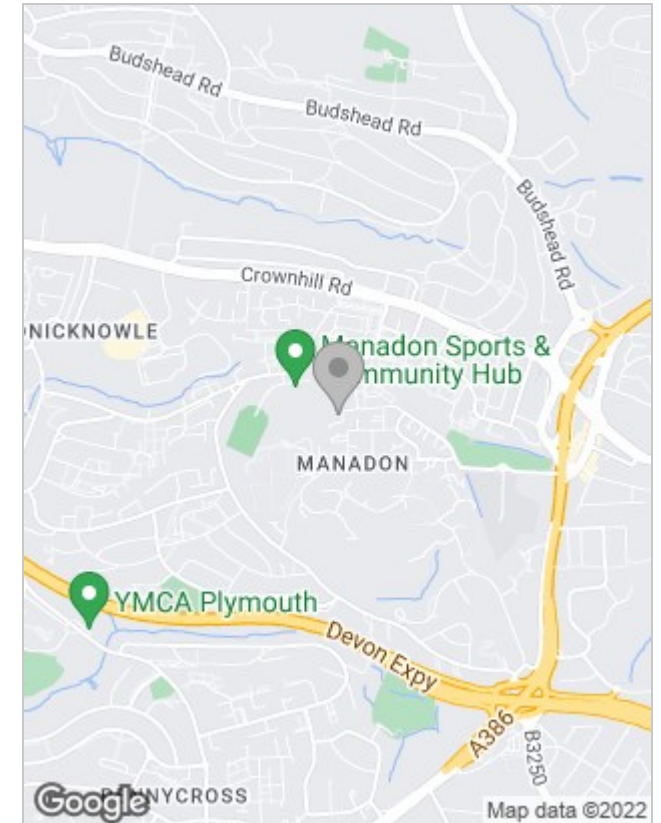 Budshead Rd
Budshead Rd
Budshead Rd
Crownhill Rd
NICKNOWLE
Manadon Sports &
mmunity Hub
MANADON
YMCA Plymouth
Devon Expy
A386
B3250
NYCROSS
Google
Map data ©2022